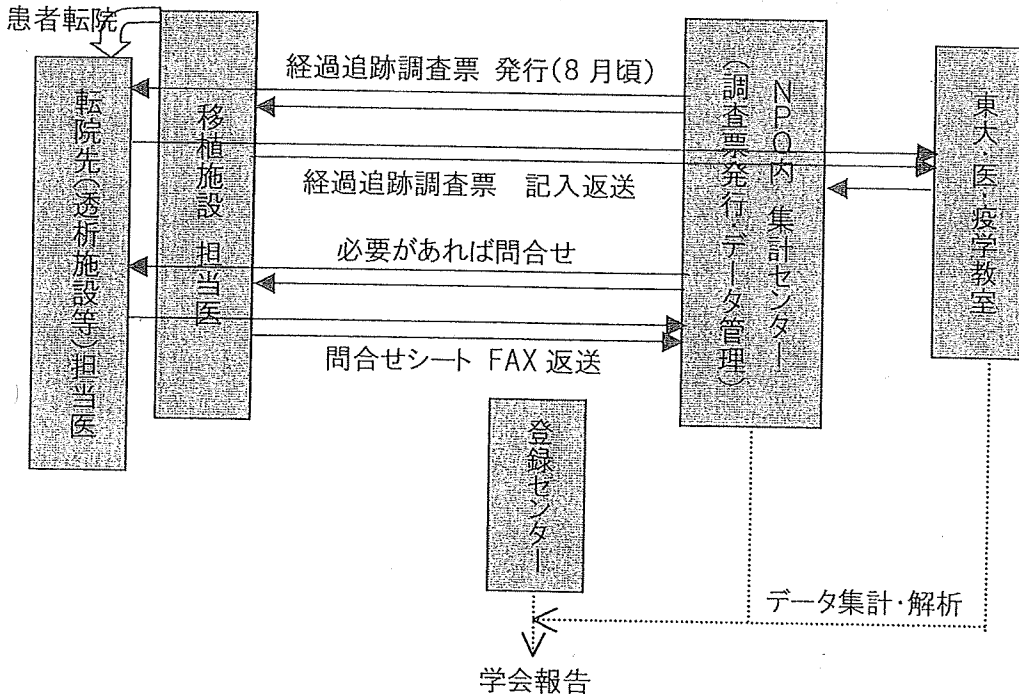 患者転院
転院先(透析施設等)担当医
移植施設 担当医
経過追跡調査票 発行(8月頃)
経過追跡調査票 記入返送
必要があれば問合せ
問合せシート FAX 返送
NPO内 集計センター
(調査票発行・データ管理)
東大・医・疫学教室
登録センター
データ集計・解析
学会報告